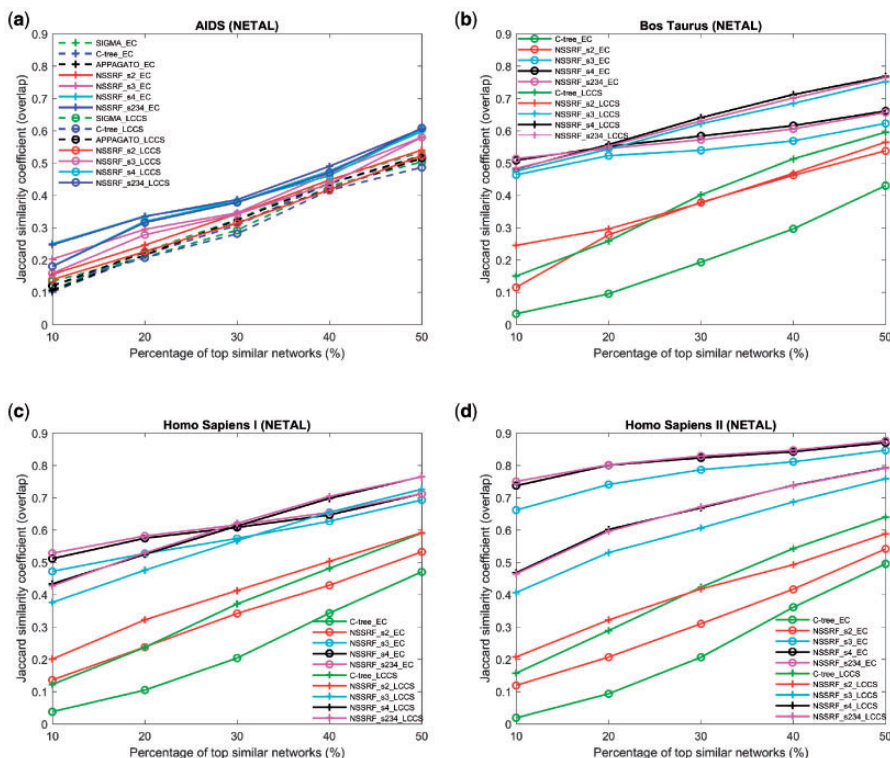 (a)
AIDS (NETAL)
Jaccard similarity coefficient (overlap)
0.9
0.8
0.7
0.6
0.5
0.4
0.3
0.2
0.1
0
SIGMA_EC
C-tree_EC
APPAGATO_EC
NSSRF_s2_EC
NSSRF_s3_EC
NSSRF_s4_EC
NSSRF_s234_EC
SIGMA_LCCS
C-tree_LCCS
APPAGATO_LCCS
NSSRF_s2_LCCS
NSSRF_s3_LCCS
NSSRF_s4_LCCS
NSSRF_s234_LCCS
10 20 30 40 50
Percentage of top similar networks (%)
(b)
Bos Taurus (NETAL)
Jaccard similarity coefficient (overlap)
0.9
0.8
0.7
0.6
0.5
0.4
0.3
0.2
0.1
0
C-tree_EC
NSSRF_s2_EC
NSSRF_s3_EC
NSSRF_s4_EC
NSSRF_s234_EC
C-tree_LCCS
NSSRF_s2_LCCS
NSSRF_s3_LCCS
NSSRF_s4_LCCS
NSSRF_s234_LCCS
10 20 30 40 50
Percentage of top similar networks (%)
(c)
Homo Sapiens I (NETAL)
Jaccard similarity coefficient (overlap)
0.9
0.8
0.7
0.6
0.5
0.4
0.3
0.2
0.1
0
C-tree_EC
NSSRF_s2_EC
NSSRF_s3_EC
NSSRF_s4_EC
NSSRF_s234_EC
C-tree_LCCS
NSSRF_s2_LCCS
NSSRF_s3_LCCS
NSSRF_s4_LCCS
NSSRF_s234_LCCS
10 20 30 40 50
Percentage of top similar networks (%)
(d)
Homo Sapiens II (NETAL)
Jaccard similarity coefficient (overlap)
0.9
0.8
0.7
0.6
0.5
0.4
0.3
0.2
0.1
0
C-tree_EC
NSSRF_s2_EC
NSSRF_s3_EC
NSSRF_s4_EC
NSSRF_s234_EC
C-tree_LCCS
NSSRF_s2_LCCS
NSSRF_s3_LCCS
NSSRF_s4_LCCS
NSSRF_s234_LCCS
10 20 30 40 50
Percentage of top similar networks (%)